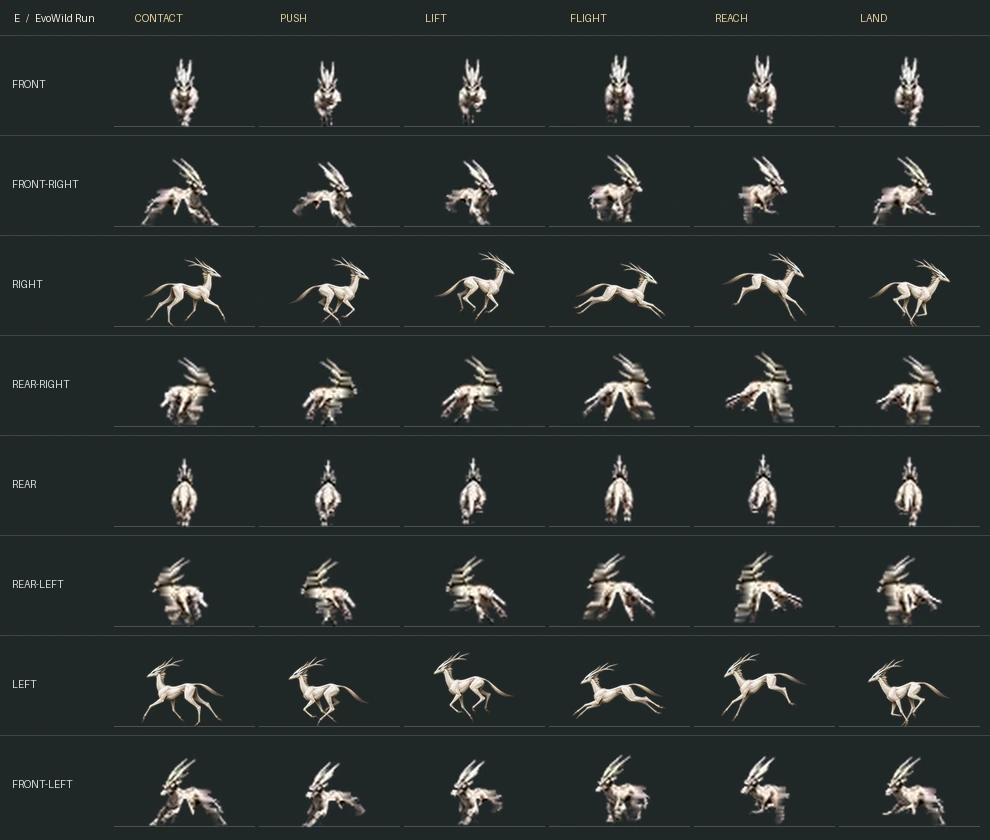 E / EvoWild Run CONTACT PUSH LIFT FLIGHT REACH LAND
FRONT
FRONT-RIGHT
RIGHT
REAR-RIGHT
REAR
REAR-LEFT
LEFT
FRONT-LEFT